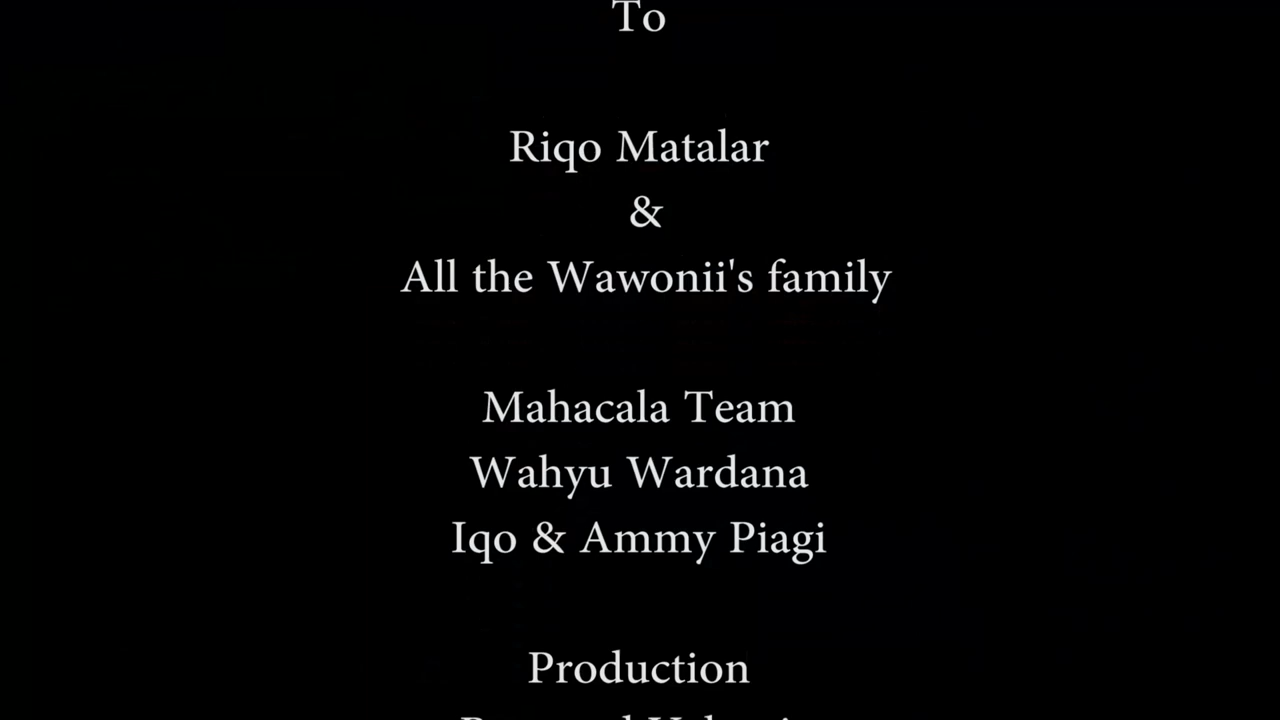 To
Riqo Matalar
&
All the Wawonii's family
Mahacala Team
Wahyu Wardana
Iqo & Ammy Piagi
Production